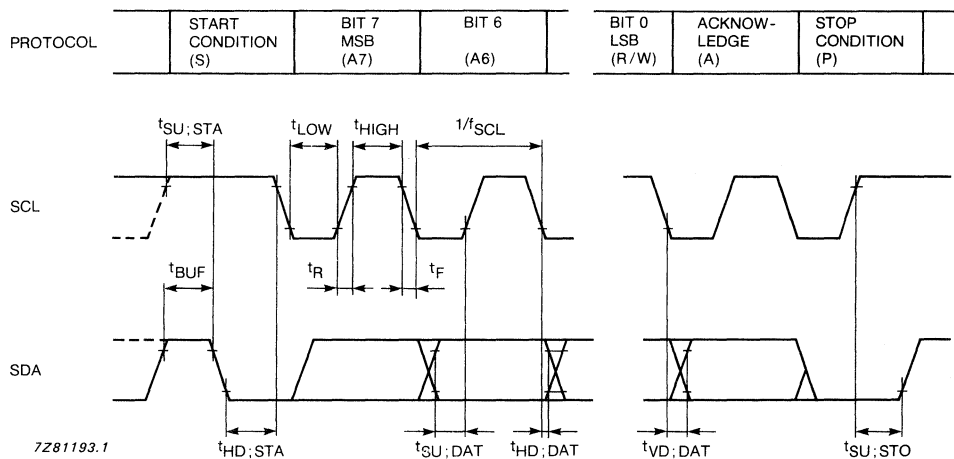 PROTOCOL
START
CONDITION
(S)
BIT 7
MSB
(A7)
BIT 6
(A6)
BIT 0
LSB
(R/W)
ACKNOW-
LEDGE
(A)
STOP
CONDITION
(P)
tSU;STA
tLOW
tHIGH
1/fSCL
SCL
tBUF
tR
tF
SDA
7Z81193.1
tHD;STA
tSU;DAT
tHD;DAT
tVD;DAT
tSU;STO